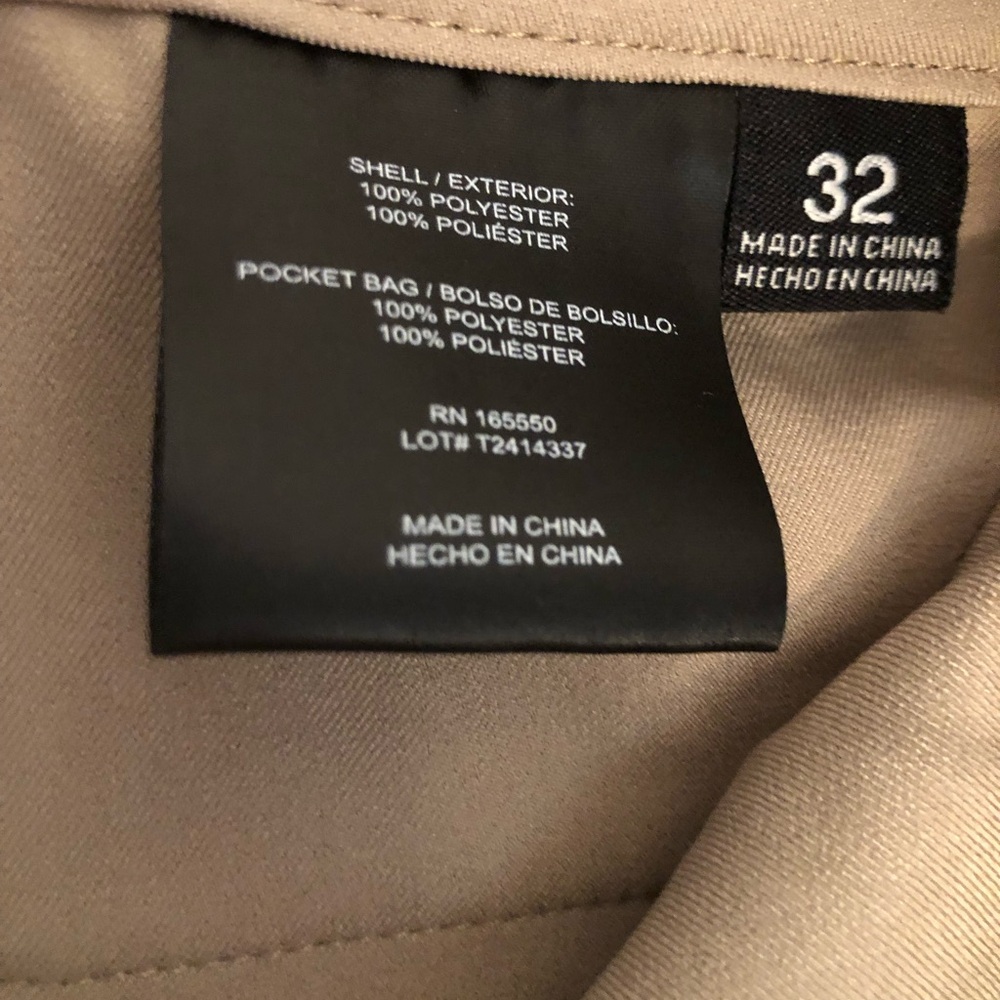 SHELL / EXTERIOR:
100% POLYESTER
100% POLIÉSTER
POCKET BAG / BOLSO DE BOLSILLO:
100% POLYESTER
100% POLIÉSTER
RN 165550
LOT# T2414337
MADE IN CHINA
HECHO EN CHINA
32
MADE IN CHINA
HECHO EN CHINA